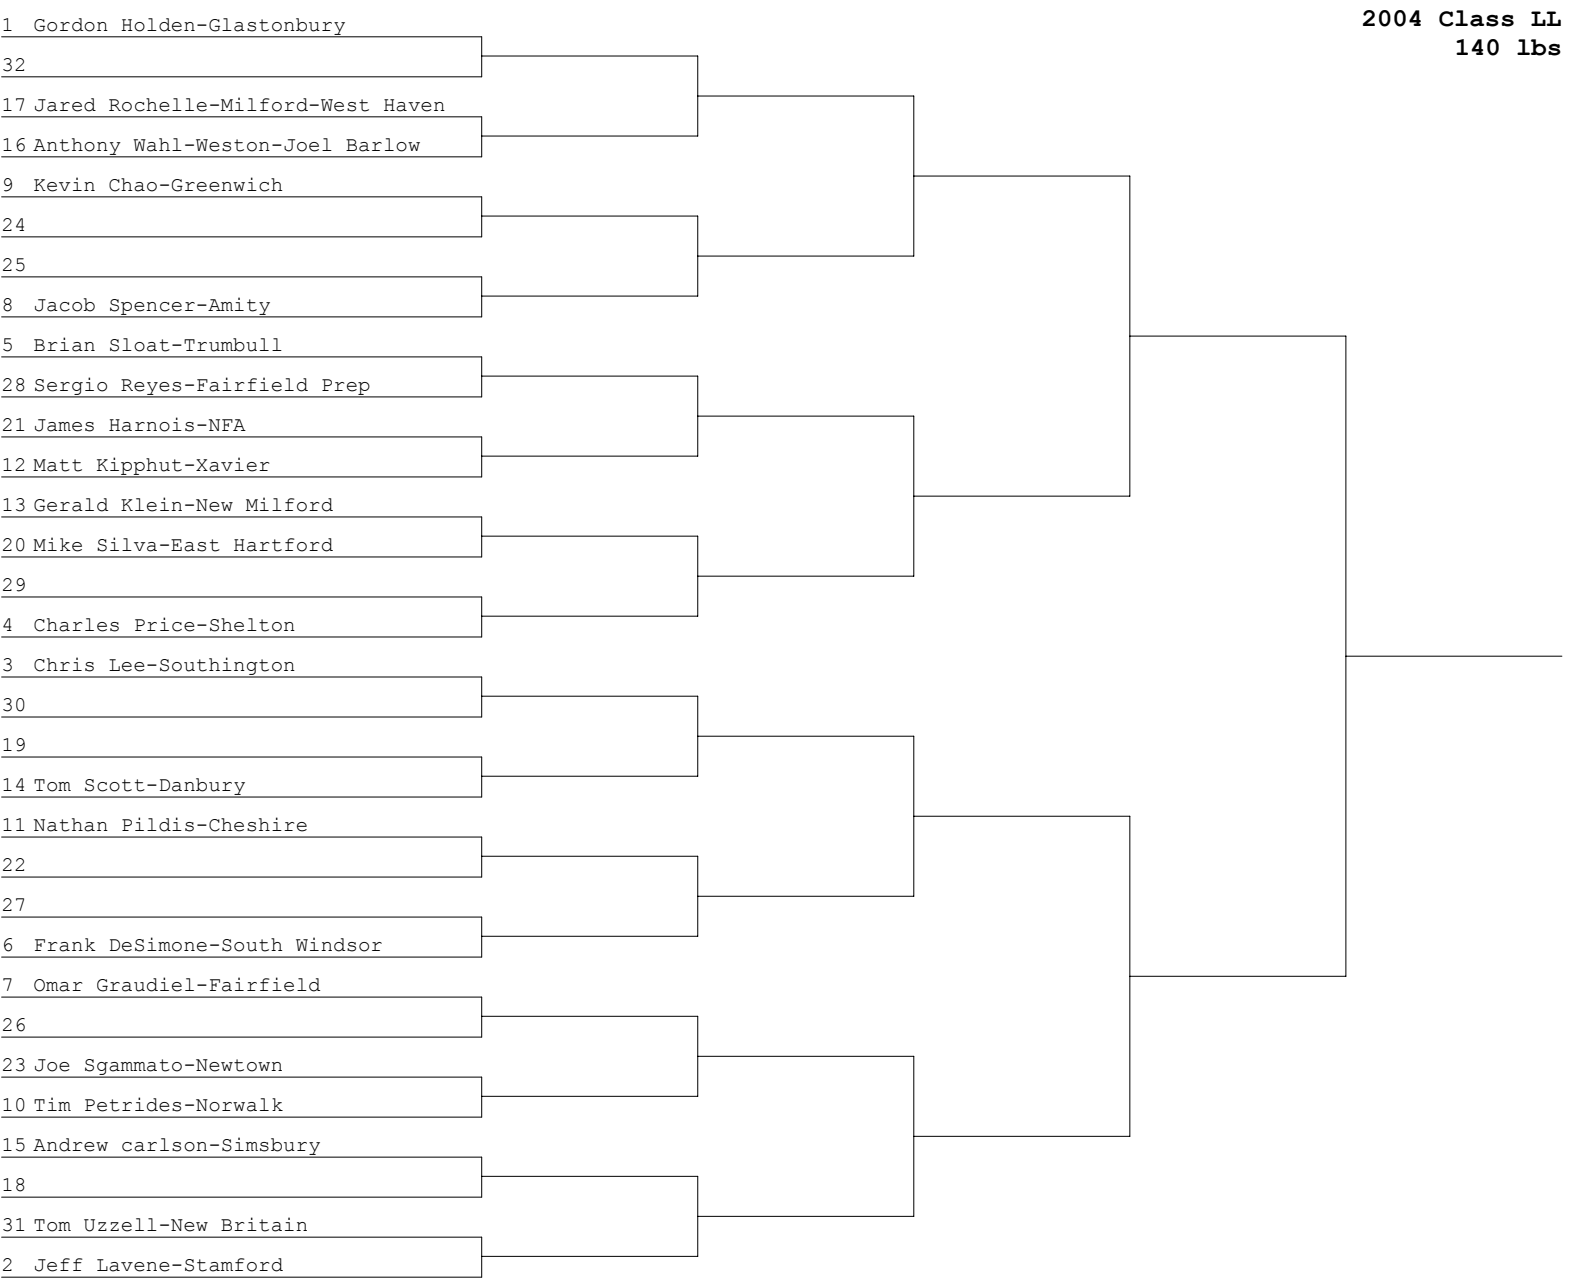 2004 Class LL
140 lbs
1 Gordon Holden-Glastonbury
32
17 Jared Rochelle-Milford-West Haven
16 Anthony Wahl-Weston-Joel Barlow
9 Kevin Chao-Greenwich
24
25
8 Jacob Spencer-Amity
5 Brian Sloat-Trumbull
28 Sergio Reyes-Fairfield Prep
21 James Harnois-NFA
12 Matt Kipphut-Xavier
13 Gerald Klein-New Milford
20 Mike Silva-East Hartford
29
4 Charles Price-Shelton
3 Chris Lee-Southington
30
19
14 Tom Scott-Danbury
11 Nathan Pildis-Cheshire
22
27
6 Frank DeSimone-South Windsor
7 Omar Graudiel-Fairfield
26
23 Joe Sgammato-Newtown
10 Tim Petrides-Norwalk
15 Andrew carlson-Simsbury
18
31 Tom Uzzell-New Britain
2 Jeff Lavene-Stamford